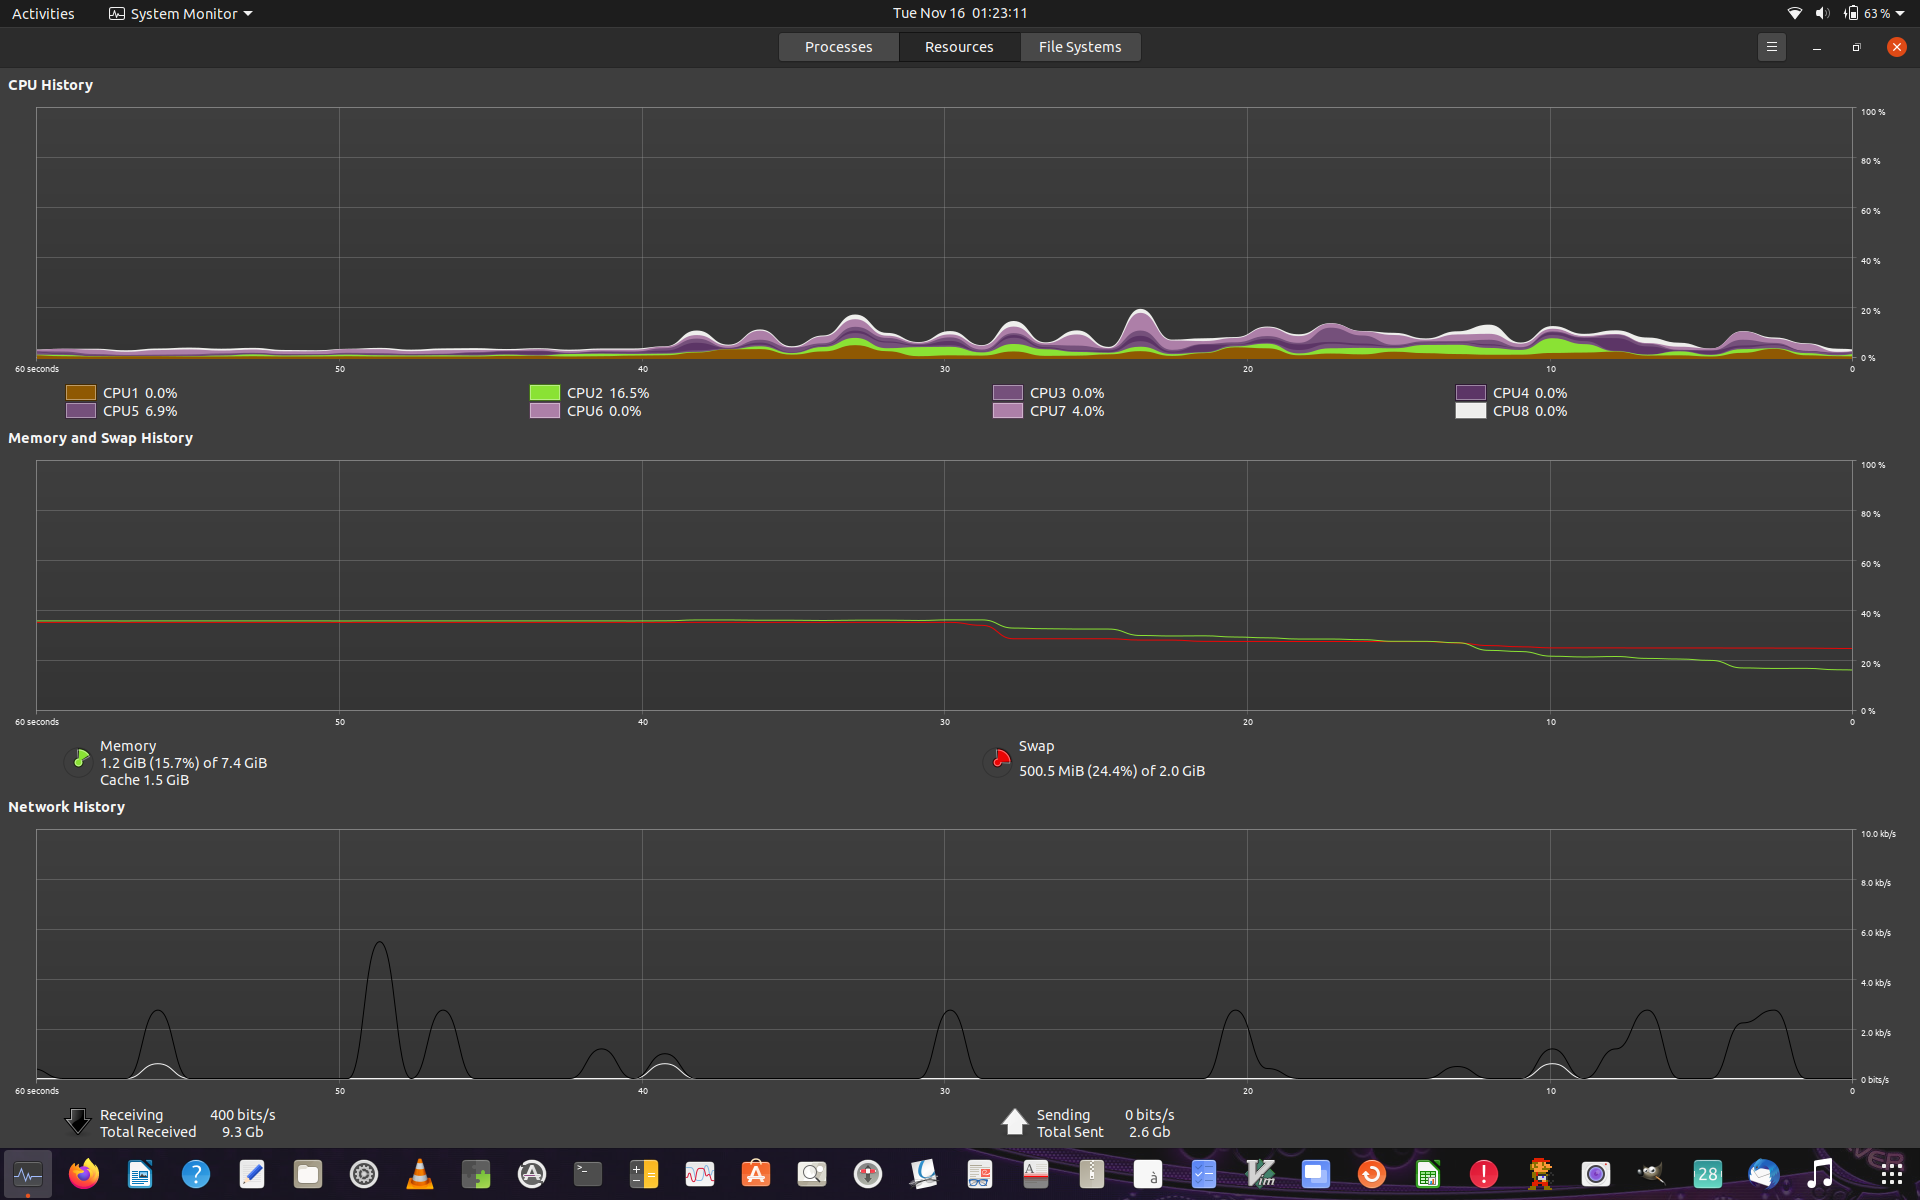 Activities System Monitor Tue Nov 16 01:23:11 63 %
Processes Resources File Systems
CPU History
100 %
80 %
60 %
40 %
20 %
0 %
60 seconds 50 40 30 20 10 0
CPU1 0.0% CPU2 16.5% CPU3 0.0% CPU4 0.0%
CPU5 6.9% CPU6 0.0% CPU7 4.0% CPU8 0.0%
Memory and Swap History
100 %
80 %
60 %
40 %
20 %
0 %
60 seconds 50 40 30 20 10 0
Memory
1.2 GiB (15.7%) of 7.4 GiB
Cache 1.5 GiB
Swap
500.5 MiB (24.4%) of 2.0 GiB
Network History
10.0 kb/s
8.0 kb/s
6.0 kb/s
4.0 kb/s
2.0 kb/s
0 bits/s
60 seconds 50 40 30 20 10 0
Receiving 400 bits/s
Total Received 9.3 Gb
Sending 0 bits/s
Total Sent 2.6 Gb
28